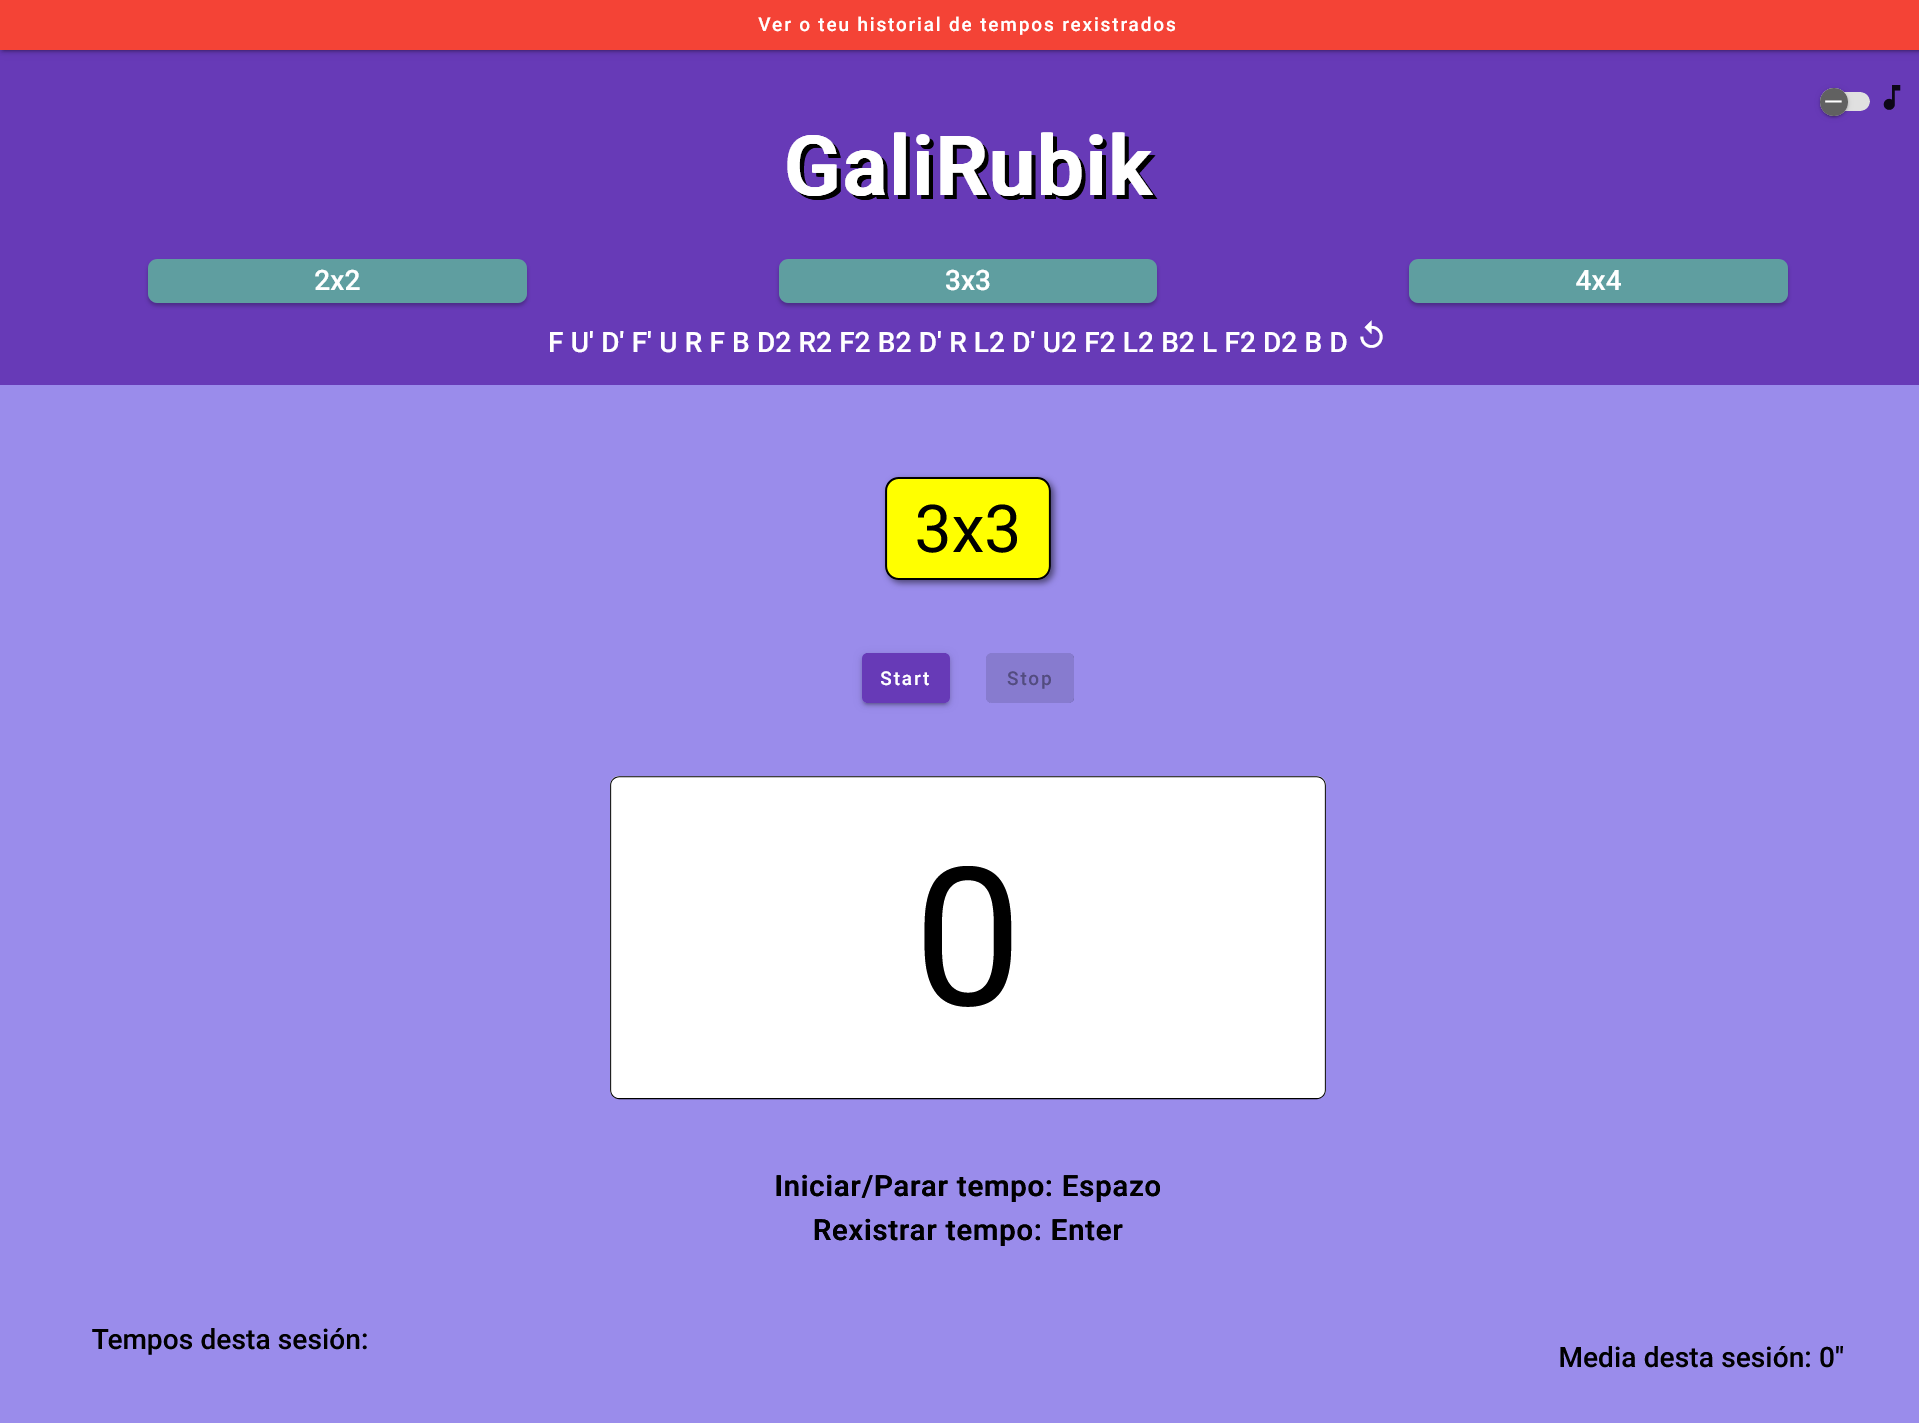 Ver o teu historial de tempos rexistrados
GaliRubik
2x2
3x3
4x4
F U' D' F' U R F B D2 R2 F2 B2 D' R L2 D' U2 F2 L2 B2 L F2 D2 B D
3x3
Start
Stop
0
Iniciar/Parar tempo: Espazo
Rexistrar tempo: Enter
Tempos desta sesión:
Media desta sesión: 0"